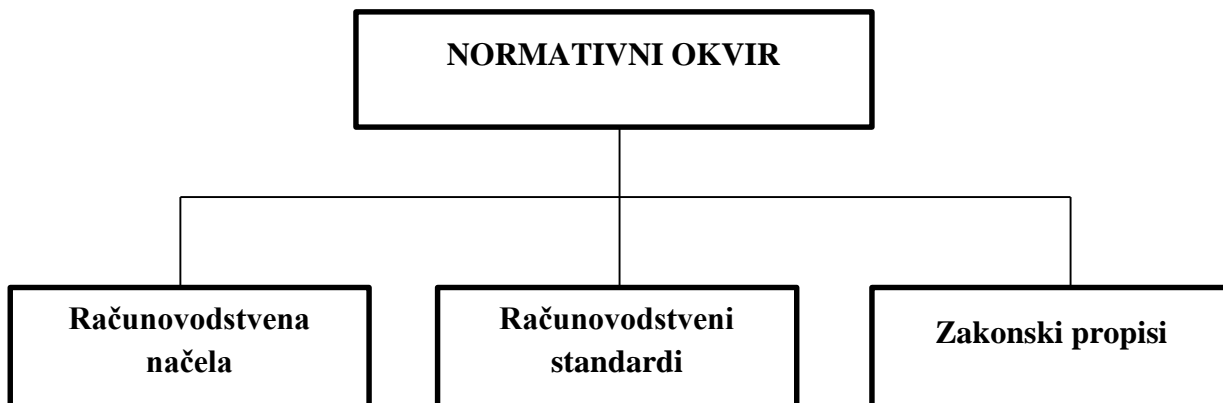 NORMATIVNI OKVIR
Računovodstvena
načela
Računovodstveni
standardi
Zakonski propisi